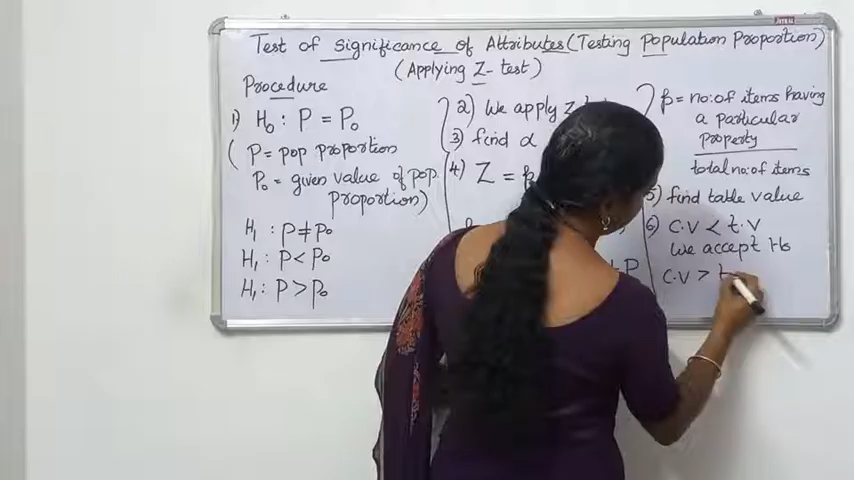 Test of Significance of Attributes (Testing Population Proportion)
(Applying Z-test)
Procedure
1) H₀ : P = P₀
( P = pop proportion
P₀ = given value of pop
proportion)
H₁ : P ≠ P₀
H₁ : P < P₀
H₁ : P > P₀
2) We apply Z
3) find α
4) Z = p
p = no: of items having
a particular
property
total no: of items
5) find table value
6) C.V < t.V
We accept H₀
C.V > t